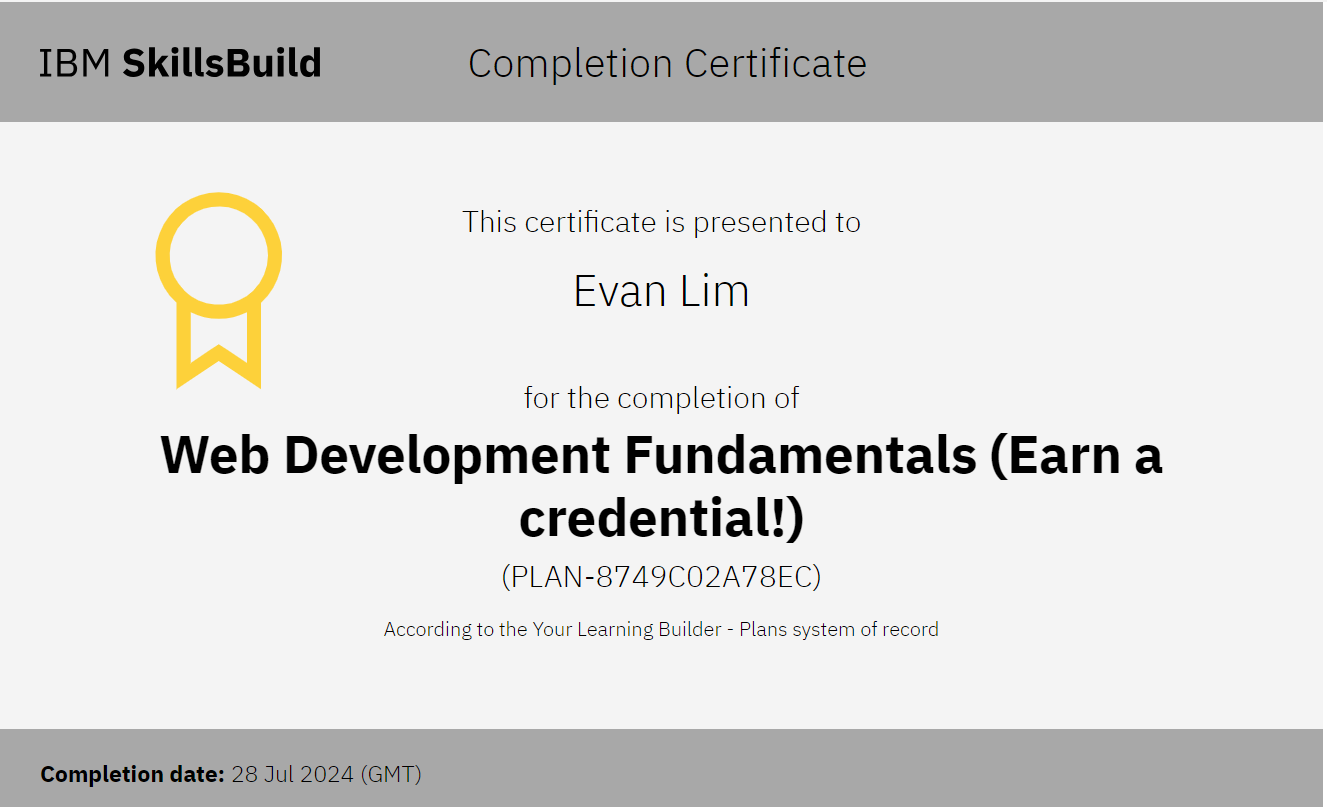 IBM SkillsBuild
Completion Certificate
This certificate is presented to
Evan Lim
for the completion of
Web Development Fundamentals (Earn a
credential!)
(PLAN-8749C02A78EC)
According to the Your Learning Builder - Plans system of record
Completion date: 28 Jul 2024 (GMT)